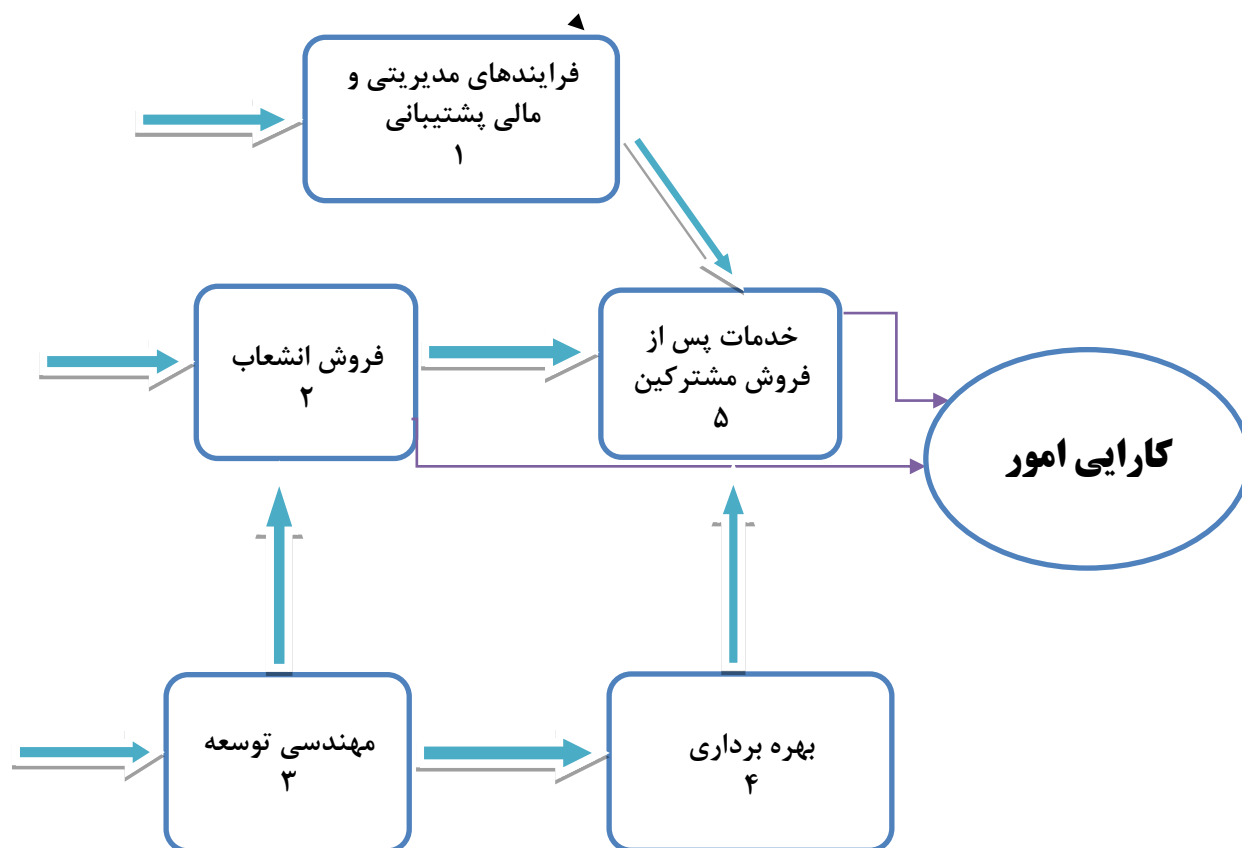 فرایندهای مدیریتی و
مالی پشتیبانی
۱
فروش انشعاب
۲
خدمات پس از
فروش مشترکین
۵
کارایی امور
مهندسی توسعه
۳
بهره برداری
۴